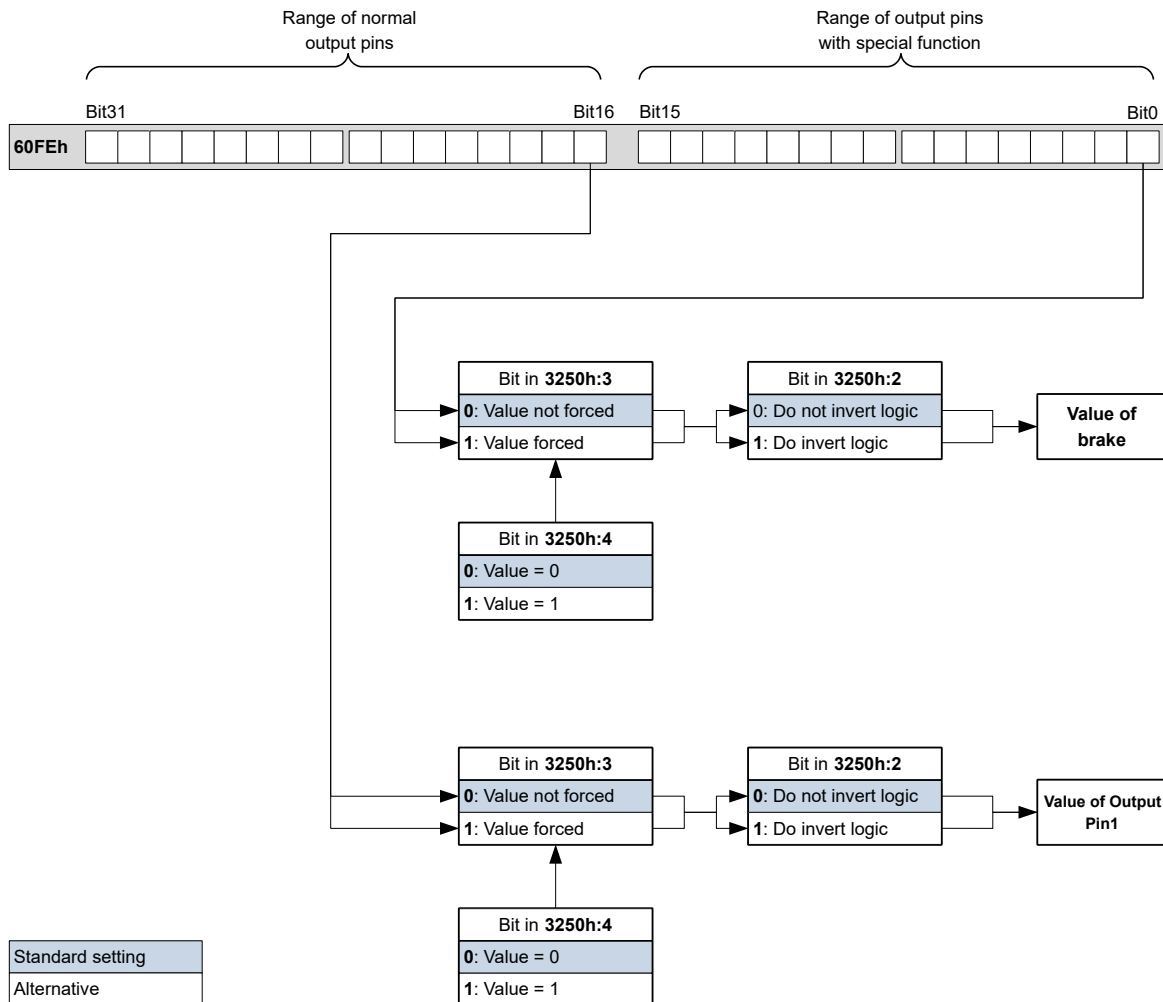 Range of normal
output pins
Range of output pins
with special function
Bit31
Bit16
Bit15
Bit0
60FEh
Bit in 3250h:3
0: Value not forced
1: Value forced
Bit in 3250h:2
0: Do not invert logic
1: Do invert logic
Value of
brake
Bit in 3250h:4
0: Value = 0
1: Value = 1
Bit in 3250h:3
0: Value not forced
1: Value forced
Bit in 3250h:2
0: Do not invert logic
1: Do invert logic
Value of Output
Pin1
Bit in 3250h:4
0: Value = 0
1: Value = 1
Standard setting
Alternative